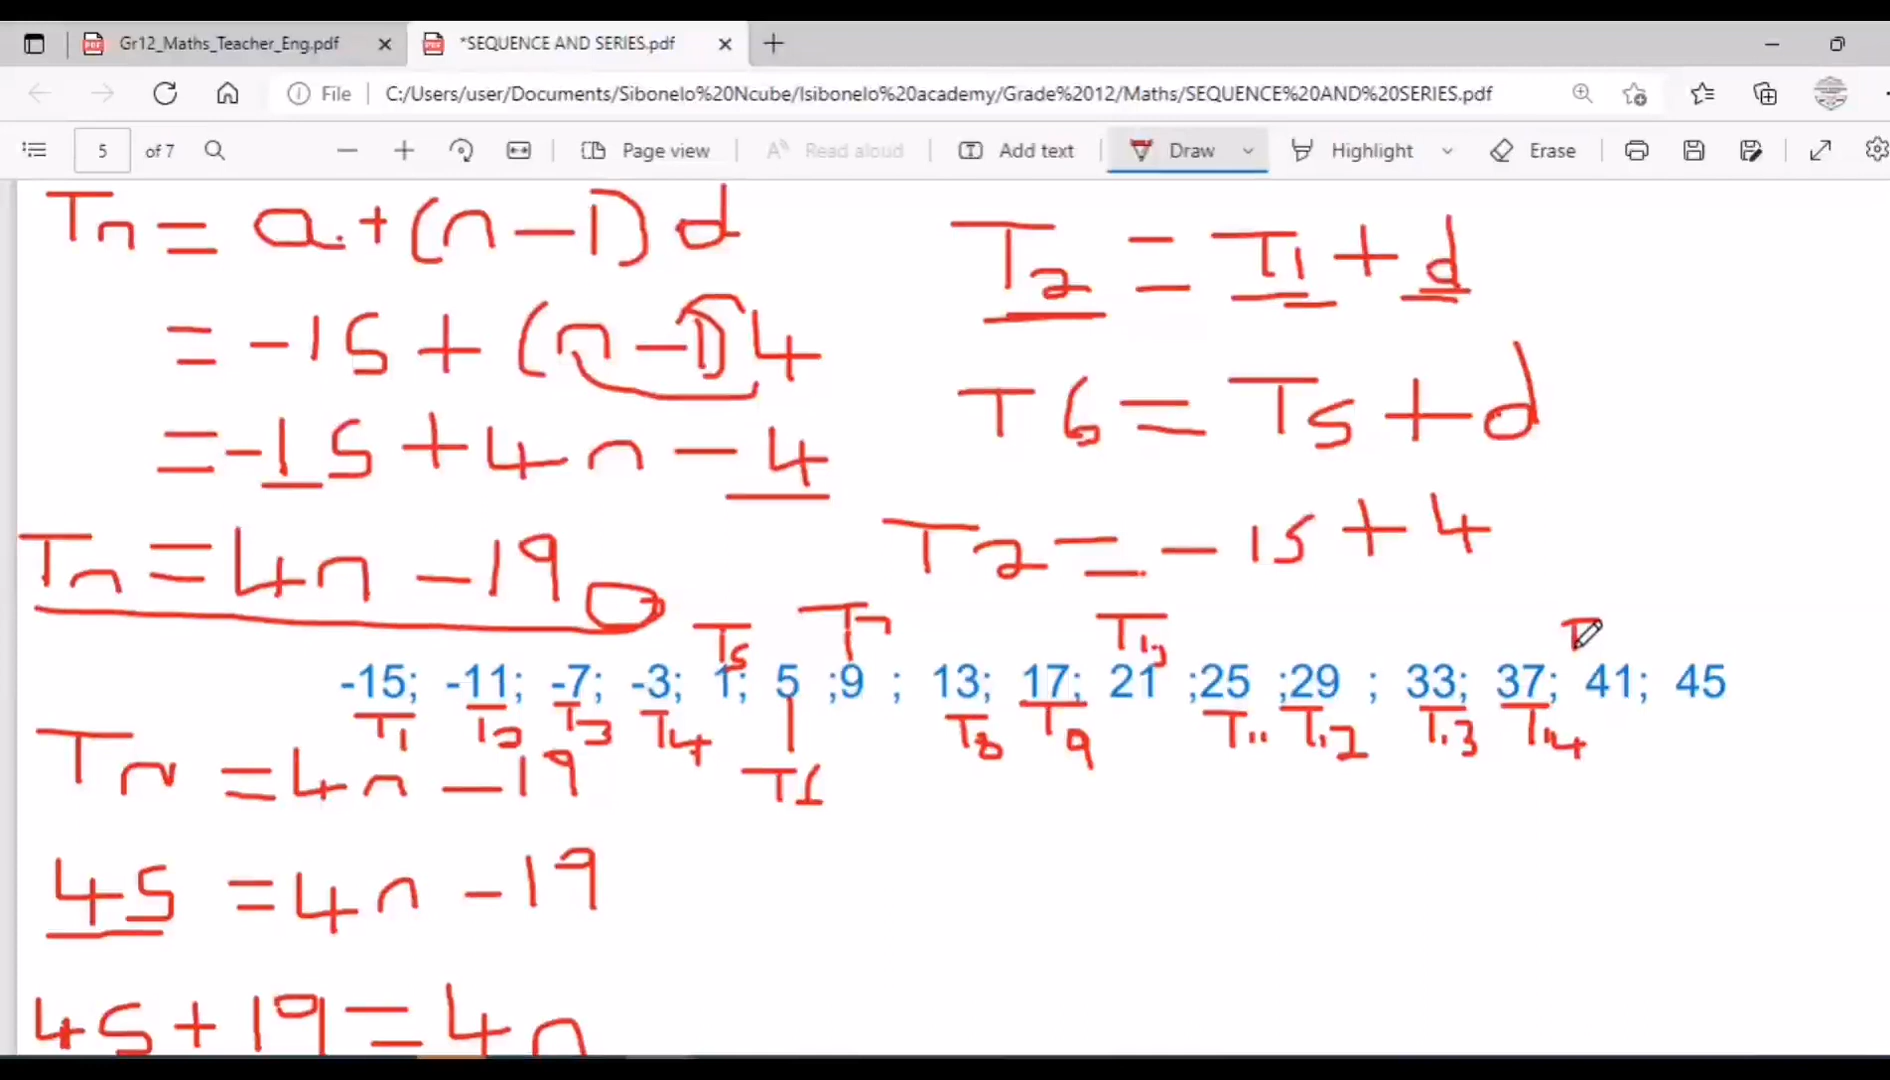 Gr12_Maths_Teacher_Eng.pdf
*SEQUENCE AND SERIES.pdf
File
C:/Users/user/Documents/Sibonelo%20Ncube/Isibonelo%20academy/Grade%2012/Maths/SEQUENCE%20AND%20SERIES.pdf
5 of 7
Page view
Read aloud
Add text
Draw
Highlight
Erase
Tn = a + (n - 1) d
= -15 + (n - 1) 4
= -15 + 4n - 4
Tn = 4n - 19
T2 = T1 + d
T6 = T5 + d
T2 = -15 + 4
T5 T7 T10 T
-15; -11; -7; -3; 1; 5 ;9 ; 13; 17; 21 ;25 ;29 ; 33; 37; 41; 45
T1 T2 T3 T4 T6 T8 T9 T11 T12 T13 T14
Tn = 4n - 19
45 = 4n - 19
45 + 19 = 4n